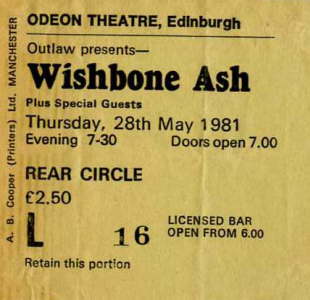 ODEON THEATRE, Edinburgh
Outlaw presents—
Wishbone Ash
Plus Special Guests
Thursday, 28th May 1981
Evening 7-30 Doors open 7.00
REAR CIRCLE
£2.50
L 16
LICENSED BAR
OPEN FROM 6.00
Retain this portion
A. B. Cooper (Printers) Ltd. MANCHESTER